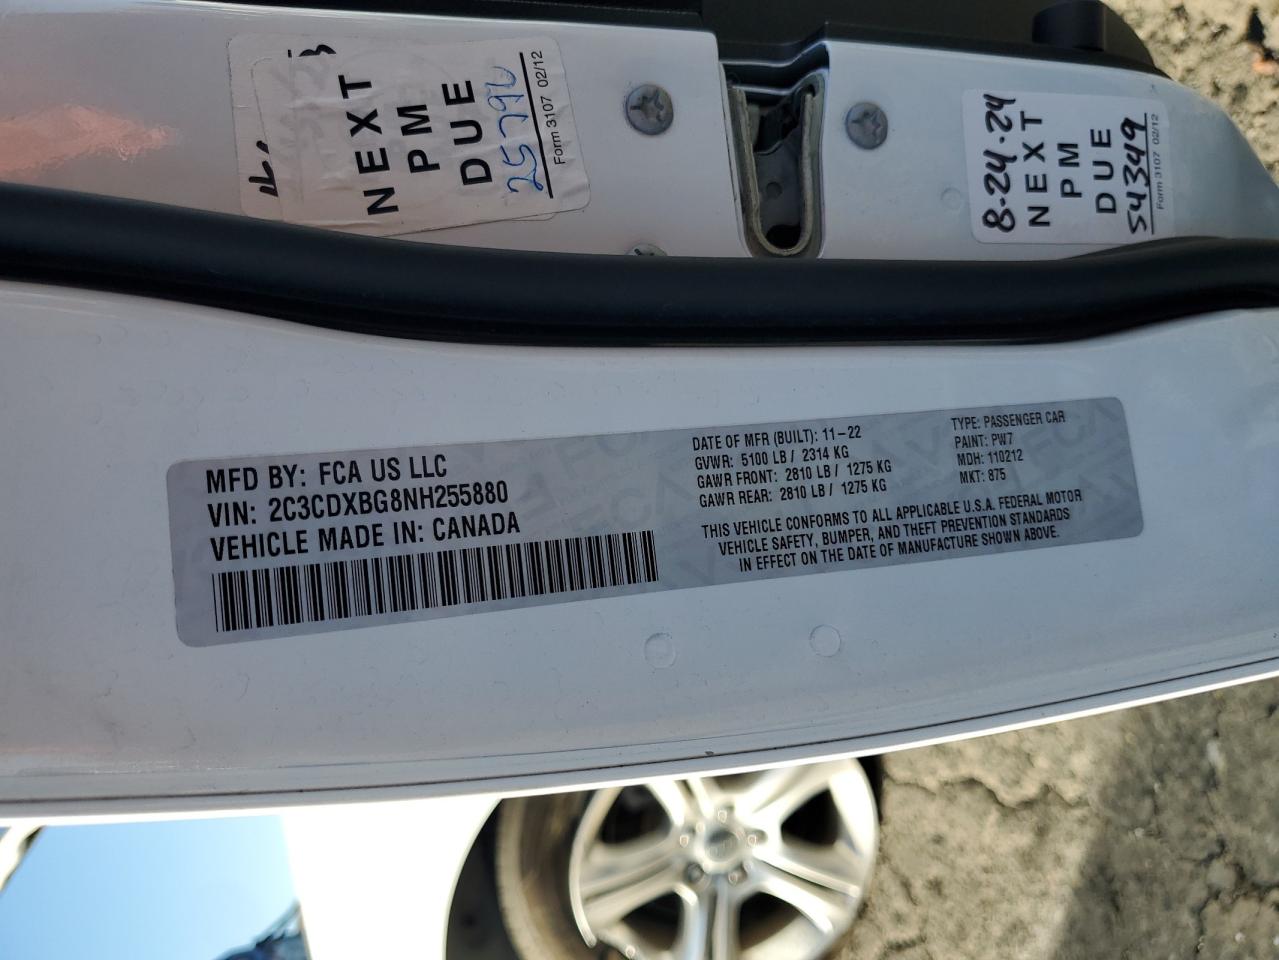 NEXT
PM
DUE
Form 3107 02/12
8-24-24
NEXT
PM
DUE
54349
Form 3107 02/12
MFD BY: FCA US LLC
VIN: 2C3CDXBG8NH255880
VEHICLE MADE IN: CANADA
DATE OF MFR (BUILT): 11-22
GVWR: 5100 LB / 2314 KG
GAWR FRONT: 2810 LB / 1275 KG
GAWR REAR: 2810 LB / 1275 KG
TYPE: PASSENGER CAR
PAINT: PW7
MDH: 110212
MKT: 875
THIS VEHICLE CONFORMS TO ALL APPLICABLE U.S.A. FEDERAL MOTOR
VEHICLE SAFETY, BUMPER, AND THEFT PREVENTION STANDARDS
IN EFFECT ON THE DATE OF MANUFACTURE SHOWN ABOVE.